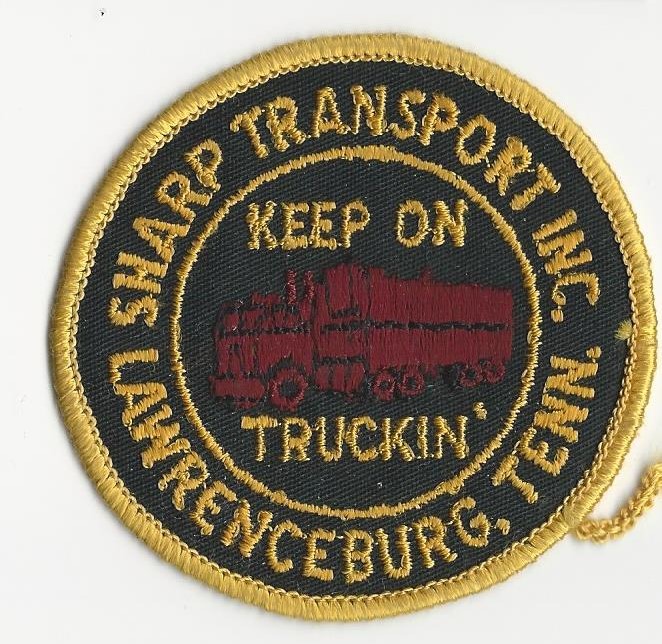 SHARP TRANSPORT INC.
KEEP ON
TRUCKIN'
LAWRENCEBURG, TENN.